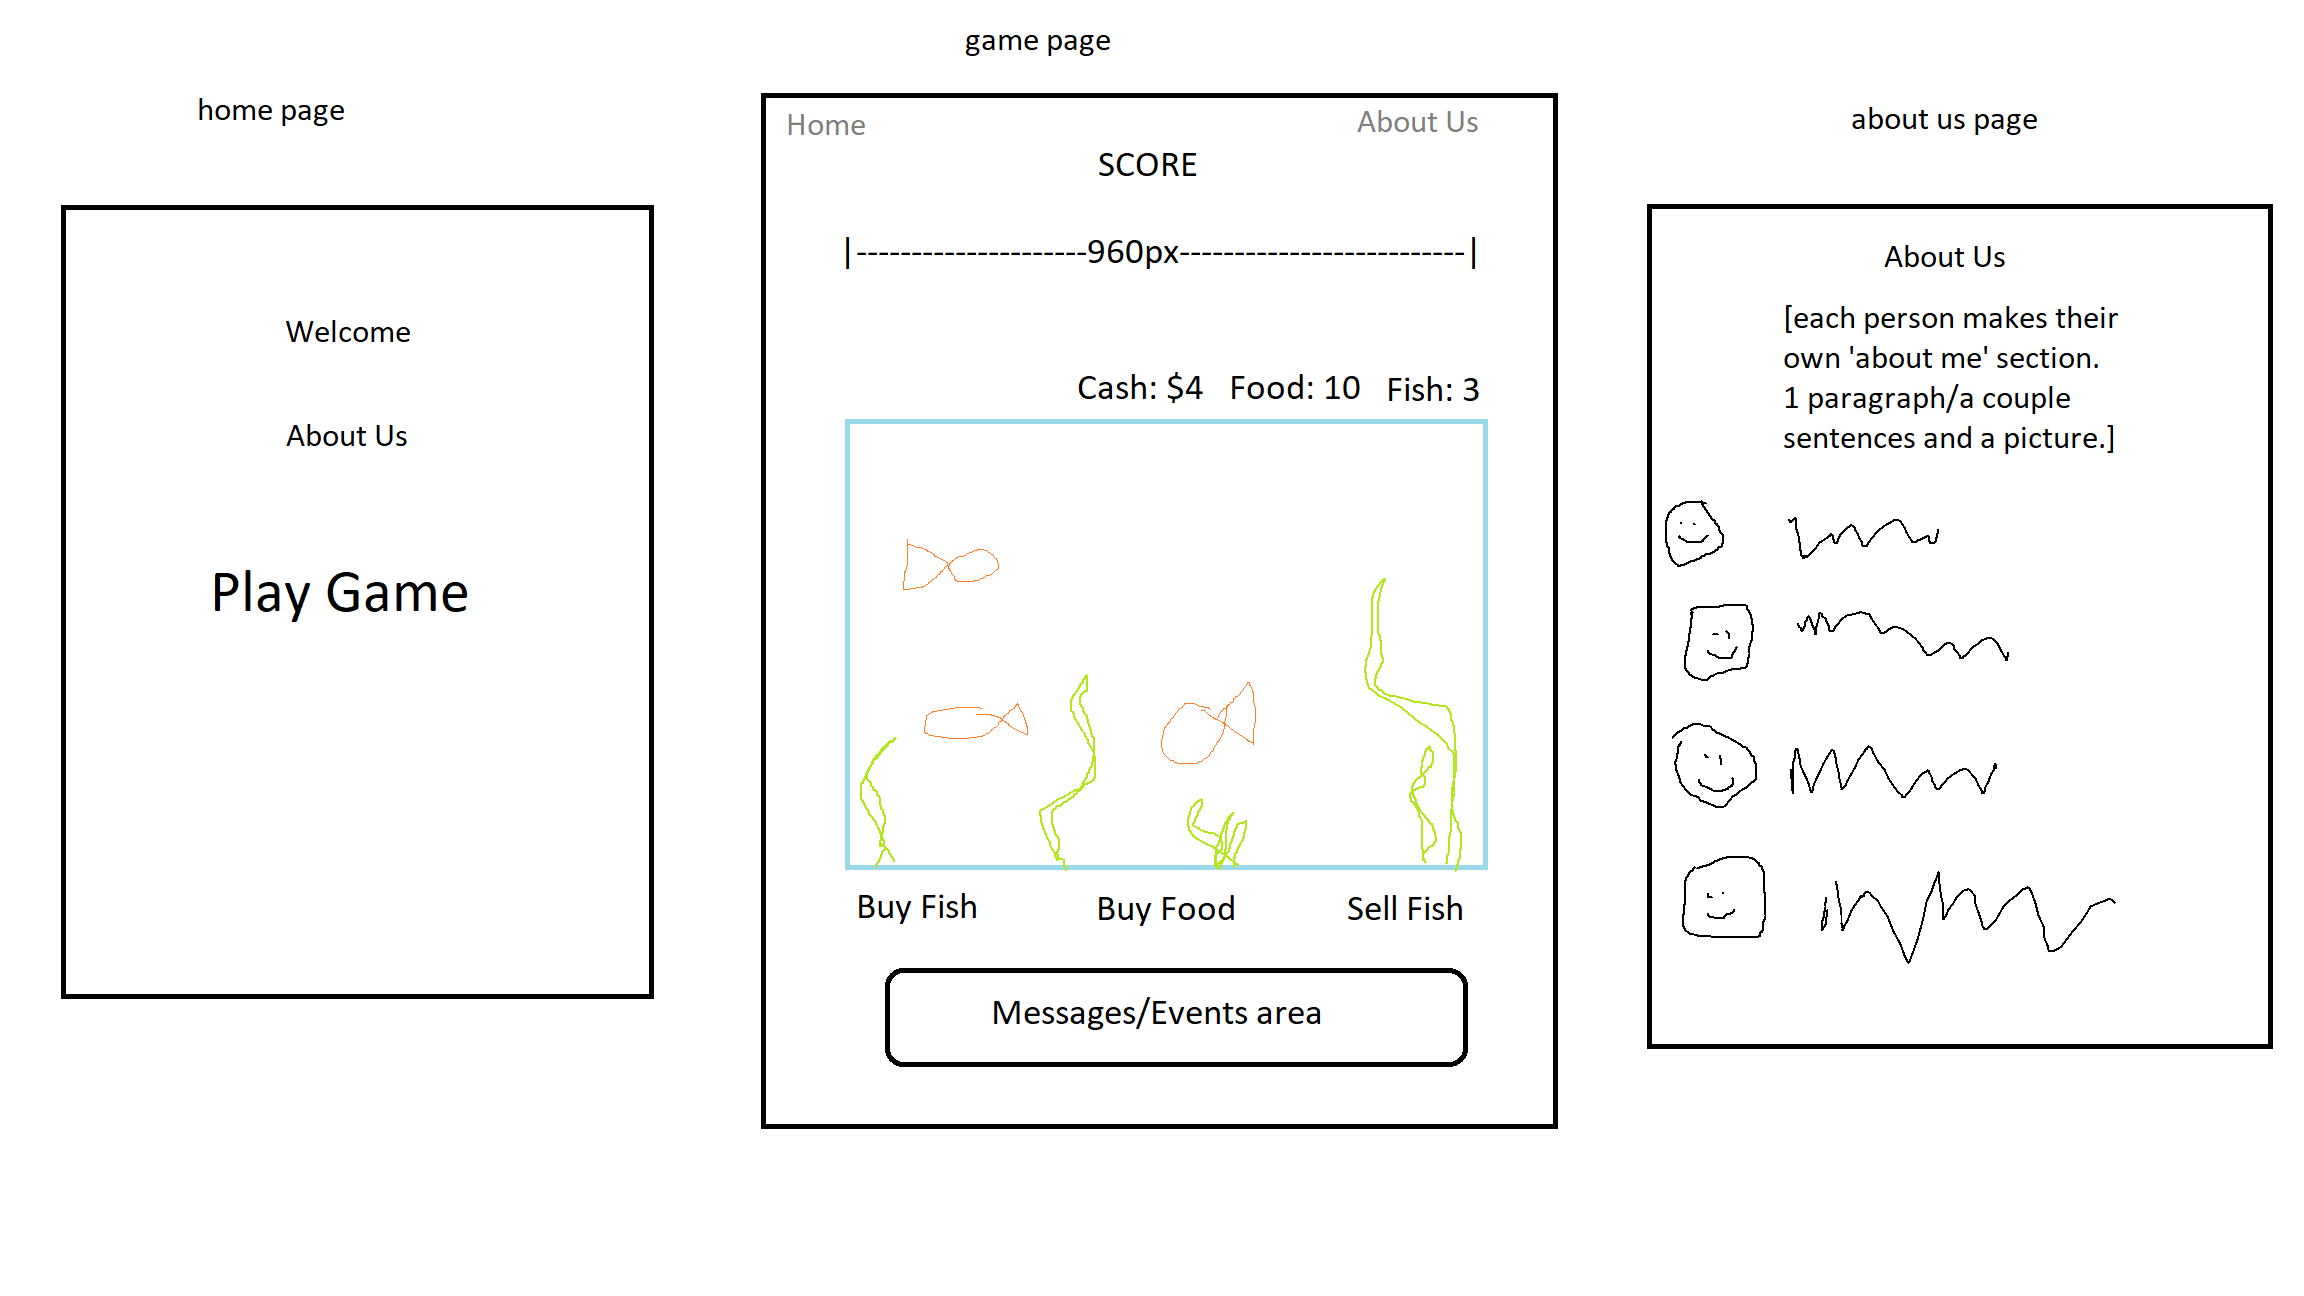 home page
Welcome
About Us
Play Game
game page
Home
About Us
SCORE
|---------------------960px--------------------------|
Cash: $4
Food: 10
Fish: 3
Buy Fish
Buy Food
Sell Fish
Messages/Events area
about us page
About Us
[each person makes their
own 'about me' section.
1 paragraph/a couple
sentences and a picture.]